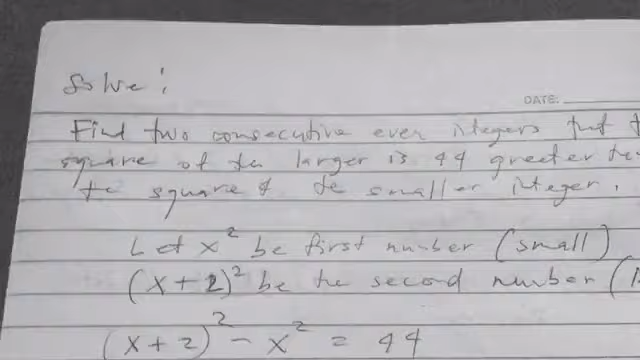 Solve:
DATE:
Find two consecutive even integers that t
square of the larger is 44 greater
the square of the smaller integer.
Let x² be first number (small)
(x+2)² be the second number (
(x+2)² - x² = 44